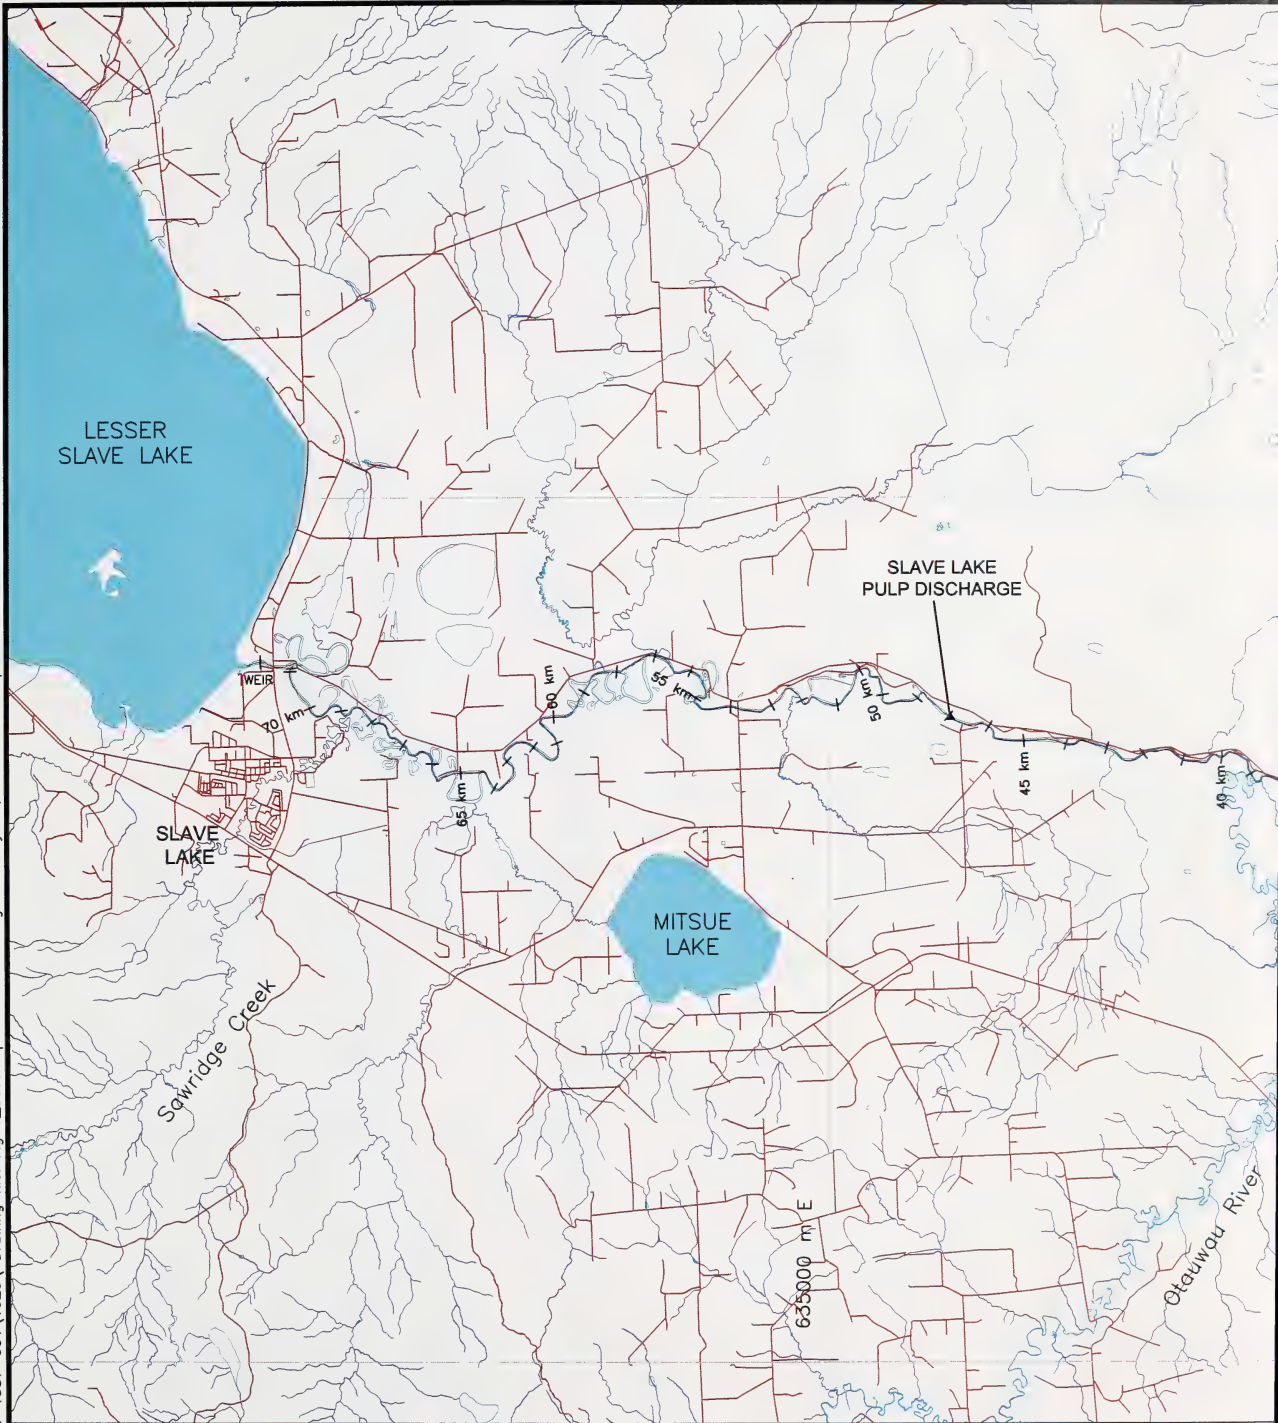 LESSER
SLAVE LAKE
SLAVE LAKE
PULP DISCHARGE
WEIR
70 km
65 km
60 km
55 km
50 km
45 km
40 km
SLAVE
LAKE
MITSUE
LAKE
Sawridge Creek
635000 m E
Otauwau River